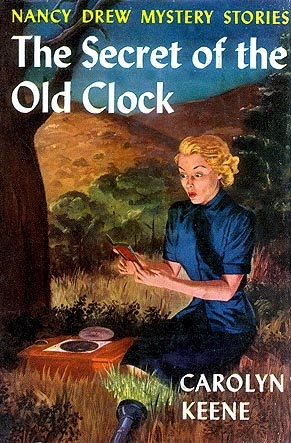 NANCY DREW MYSTERY STORIES
The Secret of the
Old Clock
CAROLYN
KEENE